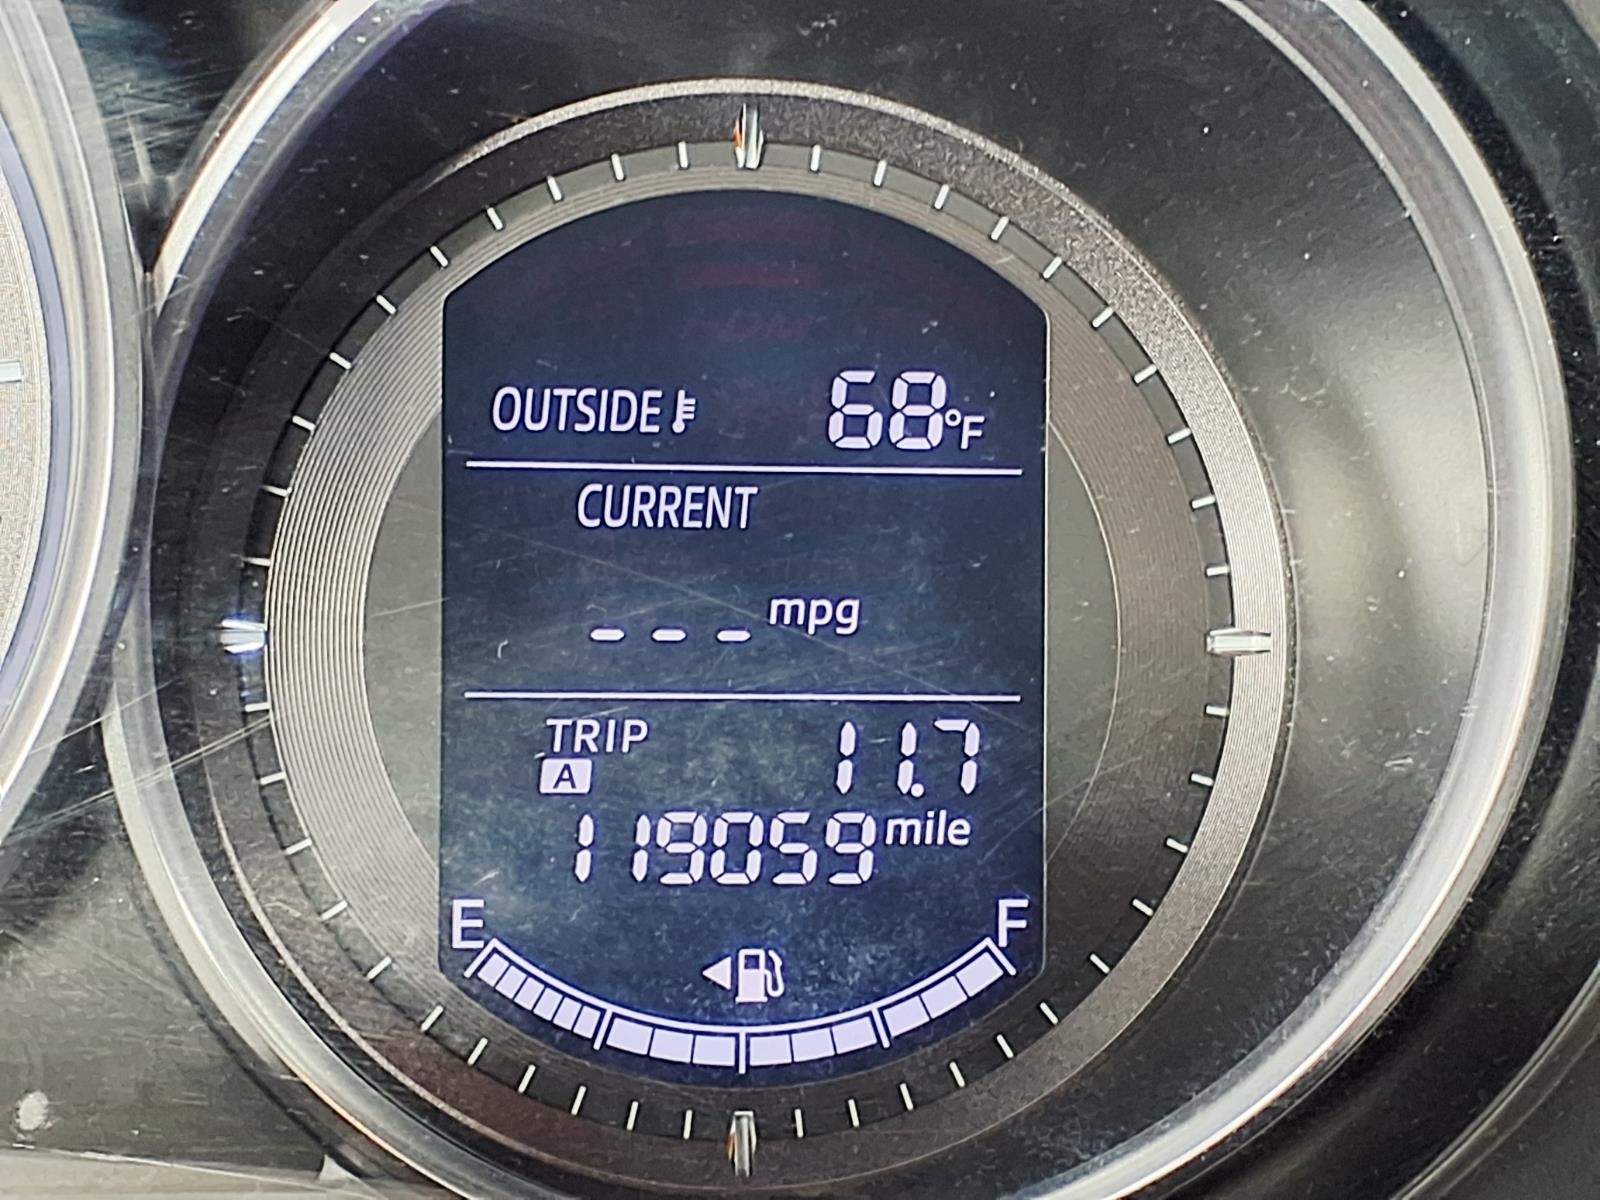 OUTSIDE 68°F
CURRENT
--- mpg
TRIP A 11.7
119059 mile
E F